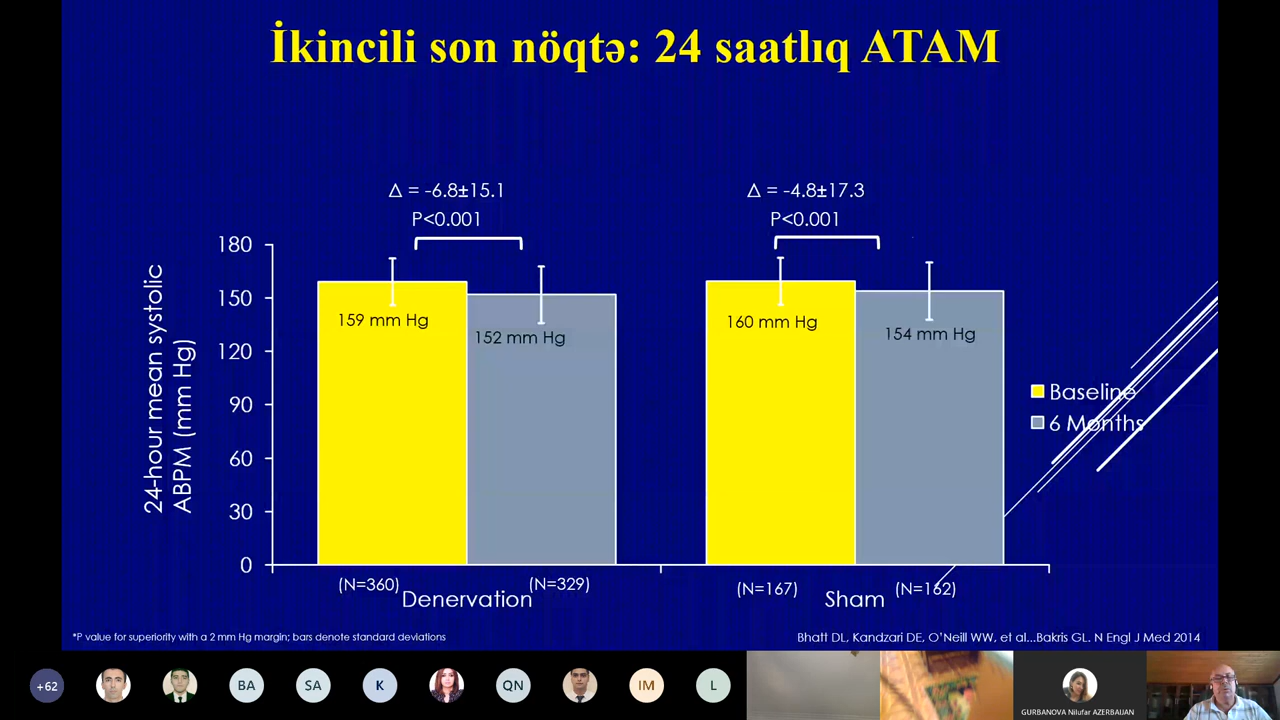 İkincili son nöqtə: 24 saatlıq ATAM
Δ = -6.8±15.1
P<0.001
Δ = -4.8±17.3
P<0.001
24-hour mean systolic
ABPM (mm Hg)
180
150
120
90
60
30
0
159 mm Hg
152 mm Hg
160 mm Hg
154 mm Hg
Baseline
6 Months
(N=360)
(N=329)
(N=167)
(N=162)
Denervation
Sham
*P value for superiority with a 2 mm Hg margin; bars denote standard deviations
Bhatt DL, Kandzari DE, O’Neill WW, et al...Bakris GL. N Engl J Med 2014
+62
BA
SA
K
QN
IM
L
GURBANOVA Nilufar AZERBAIJAN